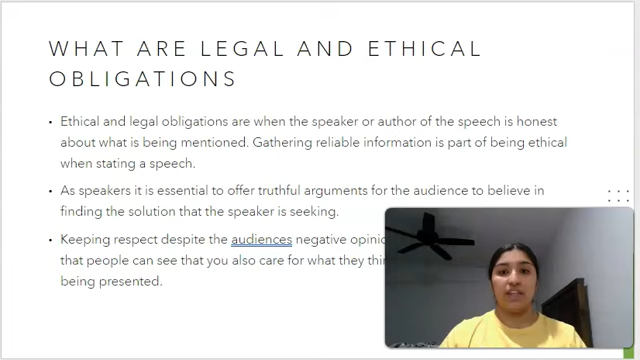 WHAT ARE LEGAL AND ETHICAL
OBLIGATIONS
• Ethical and legal obligations are when the speaker or author of the speech is honest
about what is being mentioned. Gathering reliable information is part of being ethical
when stating a speech.
• As speakers it is essential to offer truthful arguments for the audience to believe in
finding the solution that the speaker is seeking.
• Keeping respect despite the audiences negative
that people can see that you also care for what they
being presented.